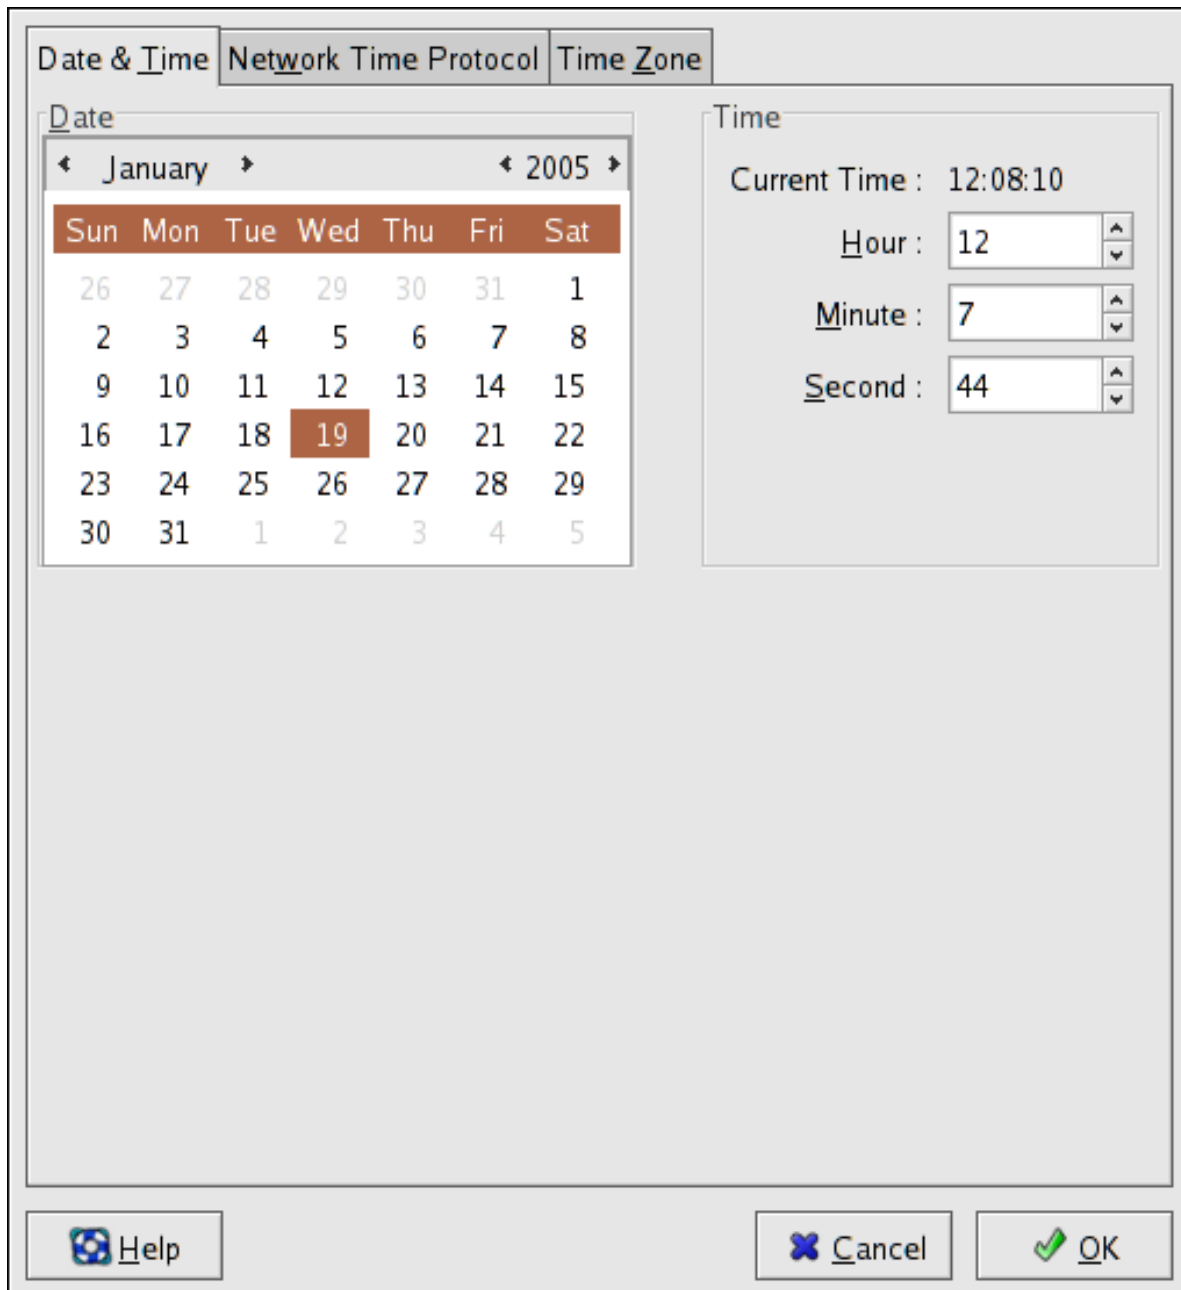 Date & Time Network Time Protocol Time Zone
Date
January 2005
Sun Mon Tue Wed Thu Fri Sat
26 27 28 29 30 31 1
2 3 4 5 6 7 8
9 10 11 12 13 14 15
16 17 18 19 20 21 22
23 24 25 26 27 28 29
30 31 1 2 3 4 5
Time
Current Time : 12:08:10
Hour : 12
Minute : 7
Second : 44
Help Cancel OK